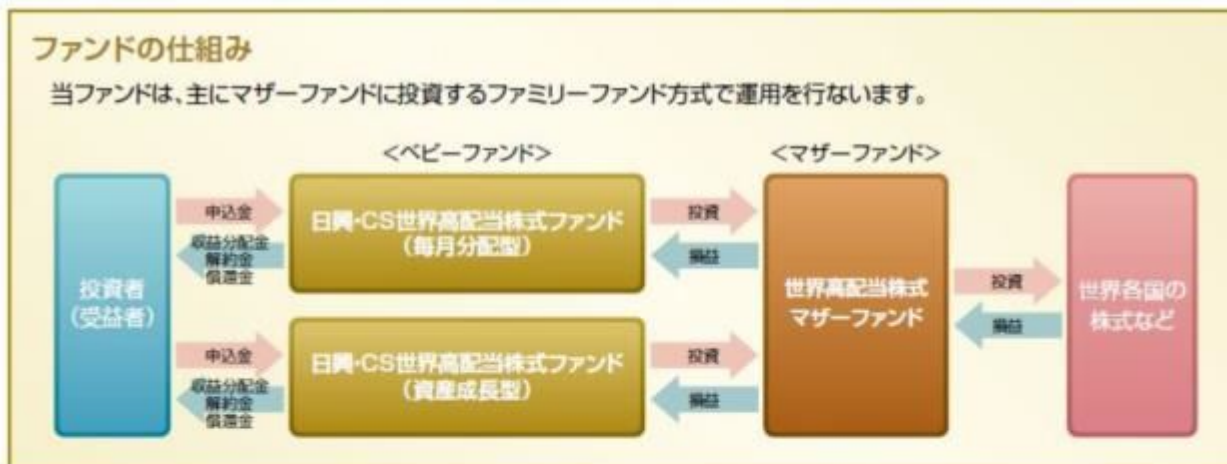 ファンドの仕組み
当ファンドは、主にマザーファンドに投資するファミリーファンド方式で運用を行ないます。
<ベビーファンド>
<マザーファンド>
投資者
(受益者)
申込金
収益分配金
解約金
償還金
日興・CS世界高配当株式ファンド
(毎月分配型)
投資
損益
申込金
収益分配金
解約金
償還金
日興・CS世界高配当株式ファンド
(資産成長型)
投資
損益
世界高配当株式
マザーファンド
投資
損益
世界各国の
株式など